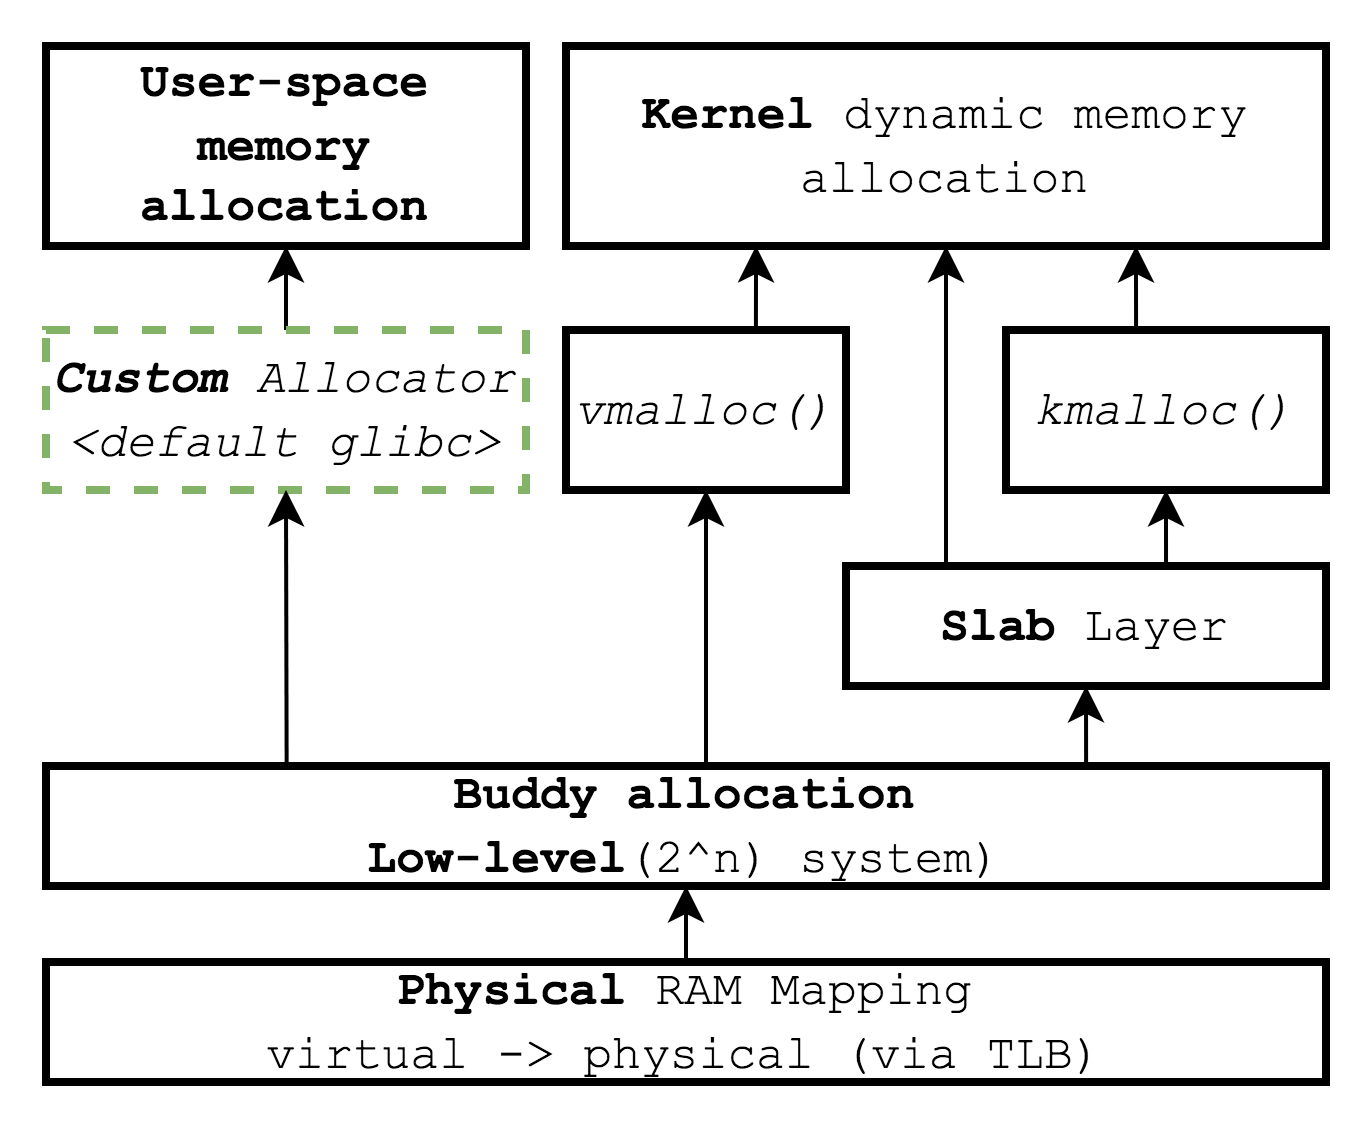 User-space
memory
allocation
Kernel dynamic memory
allocation
Custom Allocator
<default glibc>
vmalloc()
kmalloc()
Slab Layer
Buddy allocation
Low-level(2^n) system)
Physical RAM Mapping
virtual -> physical (via TLB)